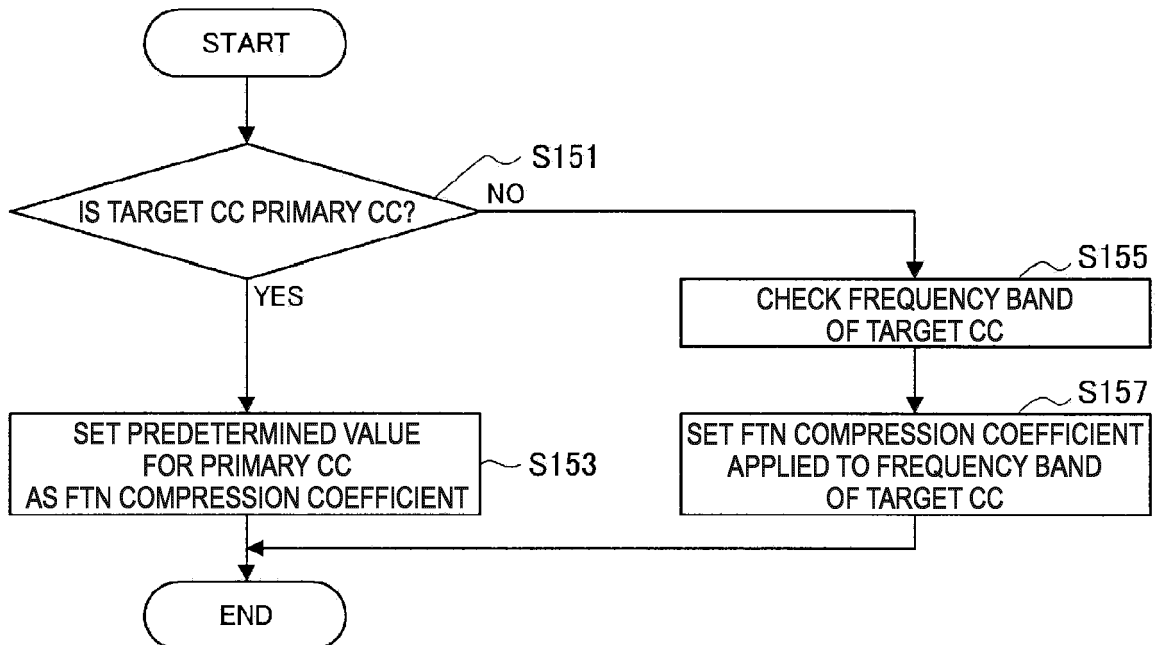 START
S151
IS TARGET CC PRIMARY CC?
NO
YES
S155
CHECK FREQUENCY BAND
OF TARGET CC
S157
SET FTN COMPRESSION COEFFICIENT
APPLIED TO FREQUENCY BAND
OF TARGET CC
SET PREDETERMINED VALUE
FOR PRIMARY CC
AS FTN COMPRESSION COEFFICIENT
S153
END